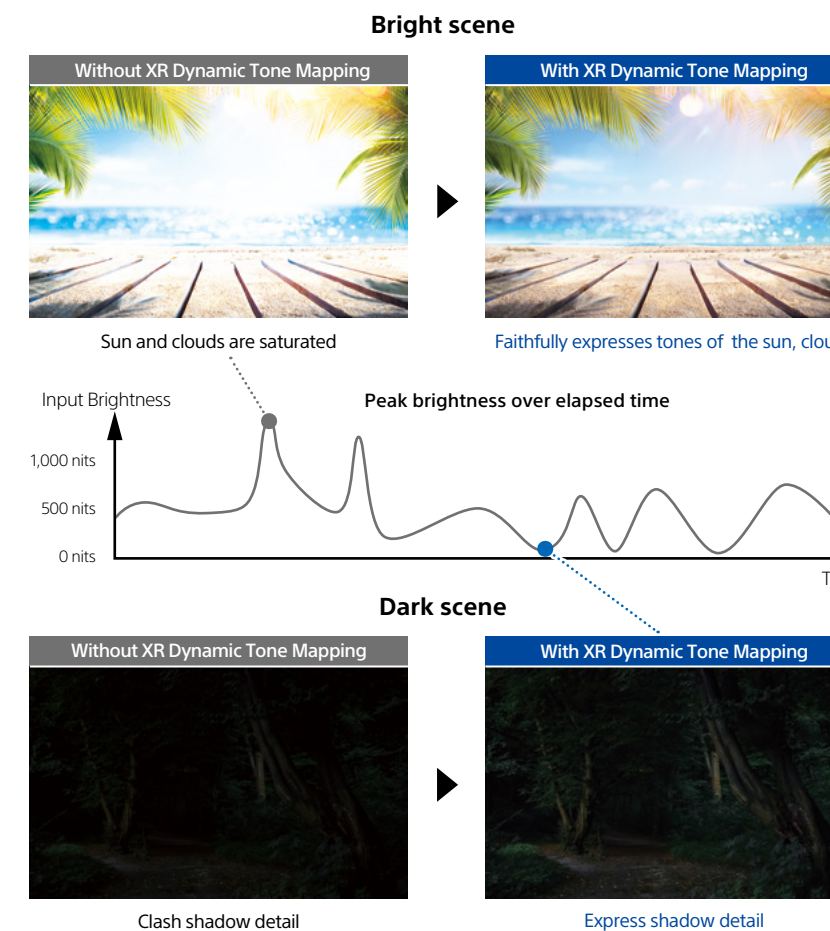 Bright scene
Without XR Dynamic Tone Mapping
With XR Dynamic Tone Mapping
Sun and clouds are saturated
Faithfully expresses tones of the sun,
Input Brightness
Peak brightness over elapsed time
1,000 nits
500 nits
0 nits
Dark scene
Without XR Dynamic Tone Mapping
With XR Dynamic Tone Mapping
Clash shadow detail
Express shadow detail